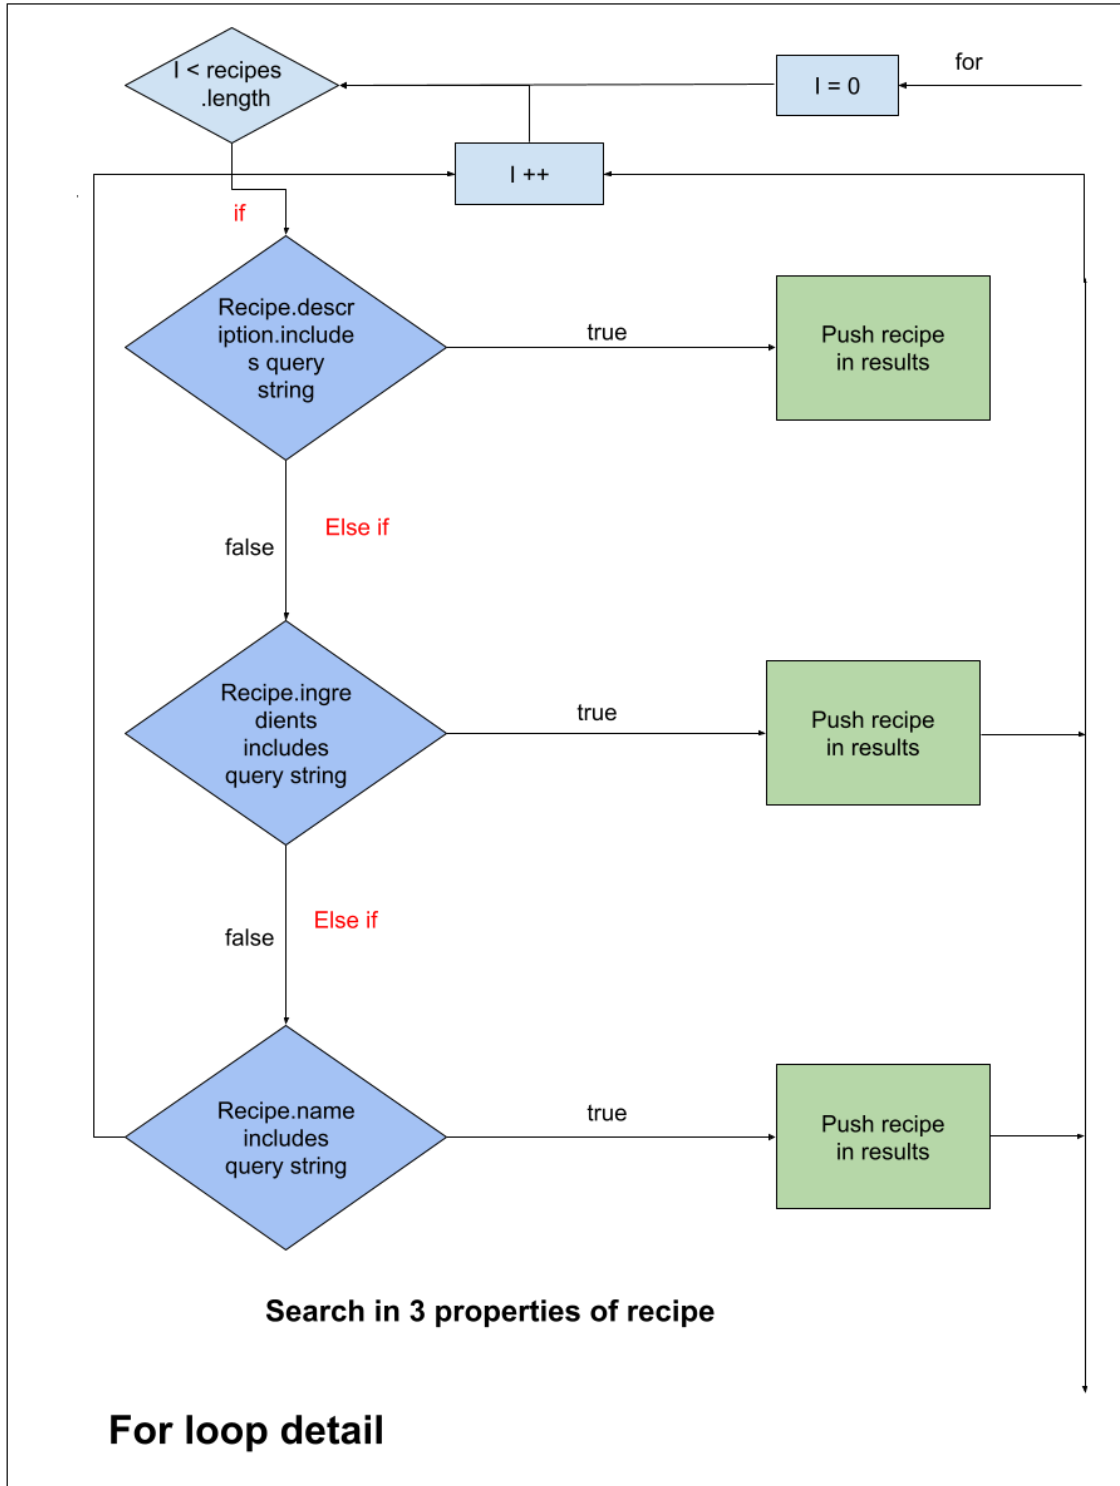 I < recipes
.length
I = 0
for
I ++
if
Recipe.descr
iption.include
s query
string
true
Push recipe
in results
false
Else if
Recipe.ingre
dients
includes
query string
true
Push recipe
in results
false
Else if
Recipe.name
includes
query string
true
Push recipe
in results
Search in 3 properties of recipe
For loop detail